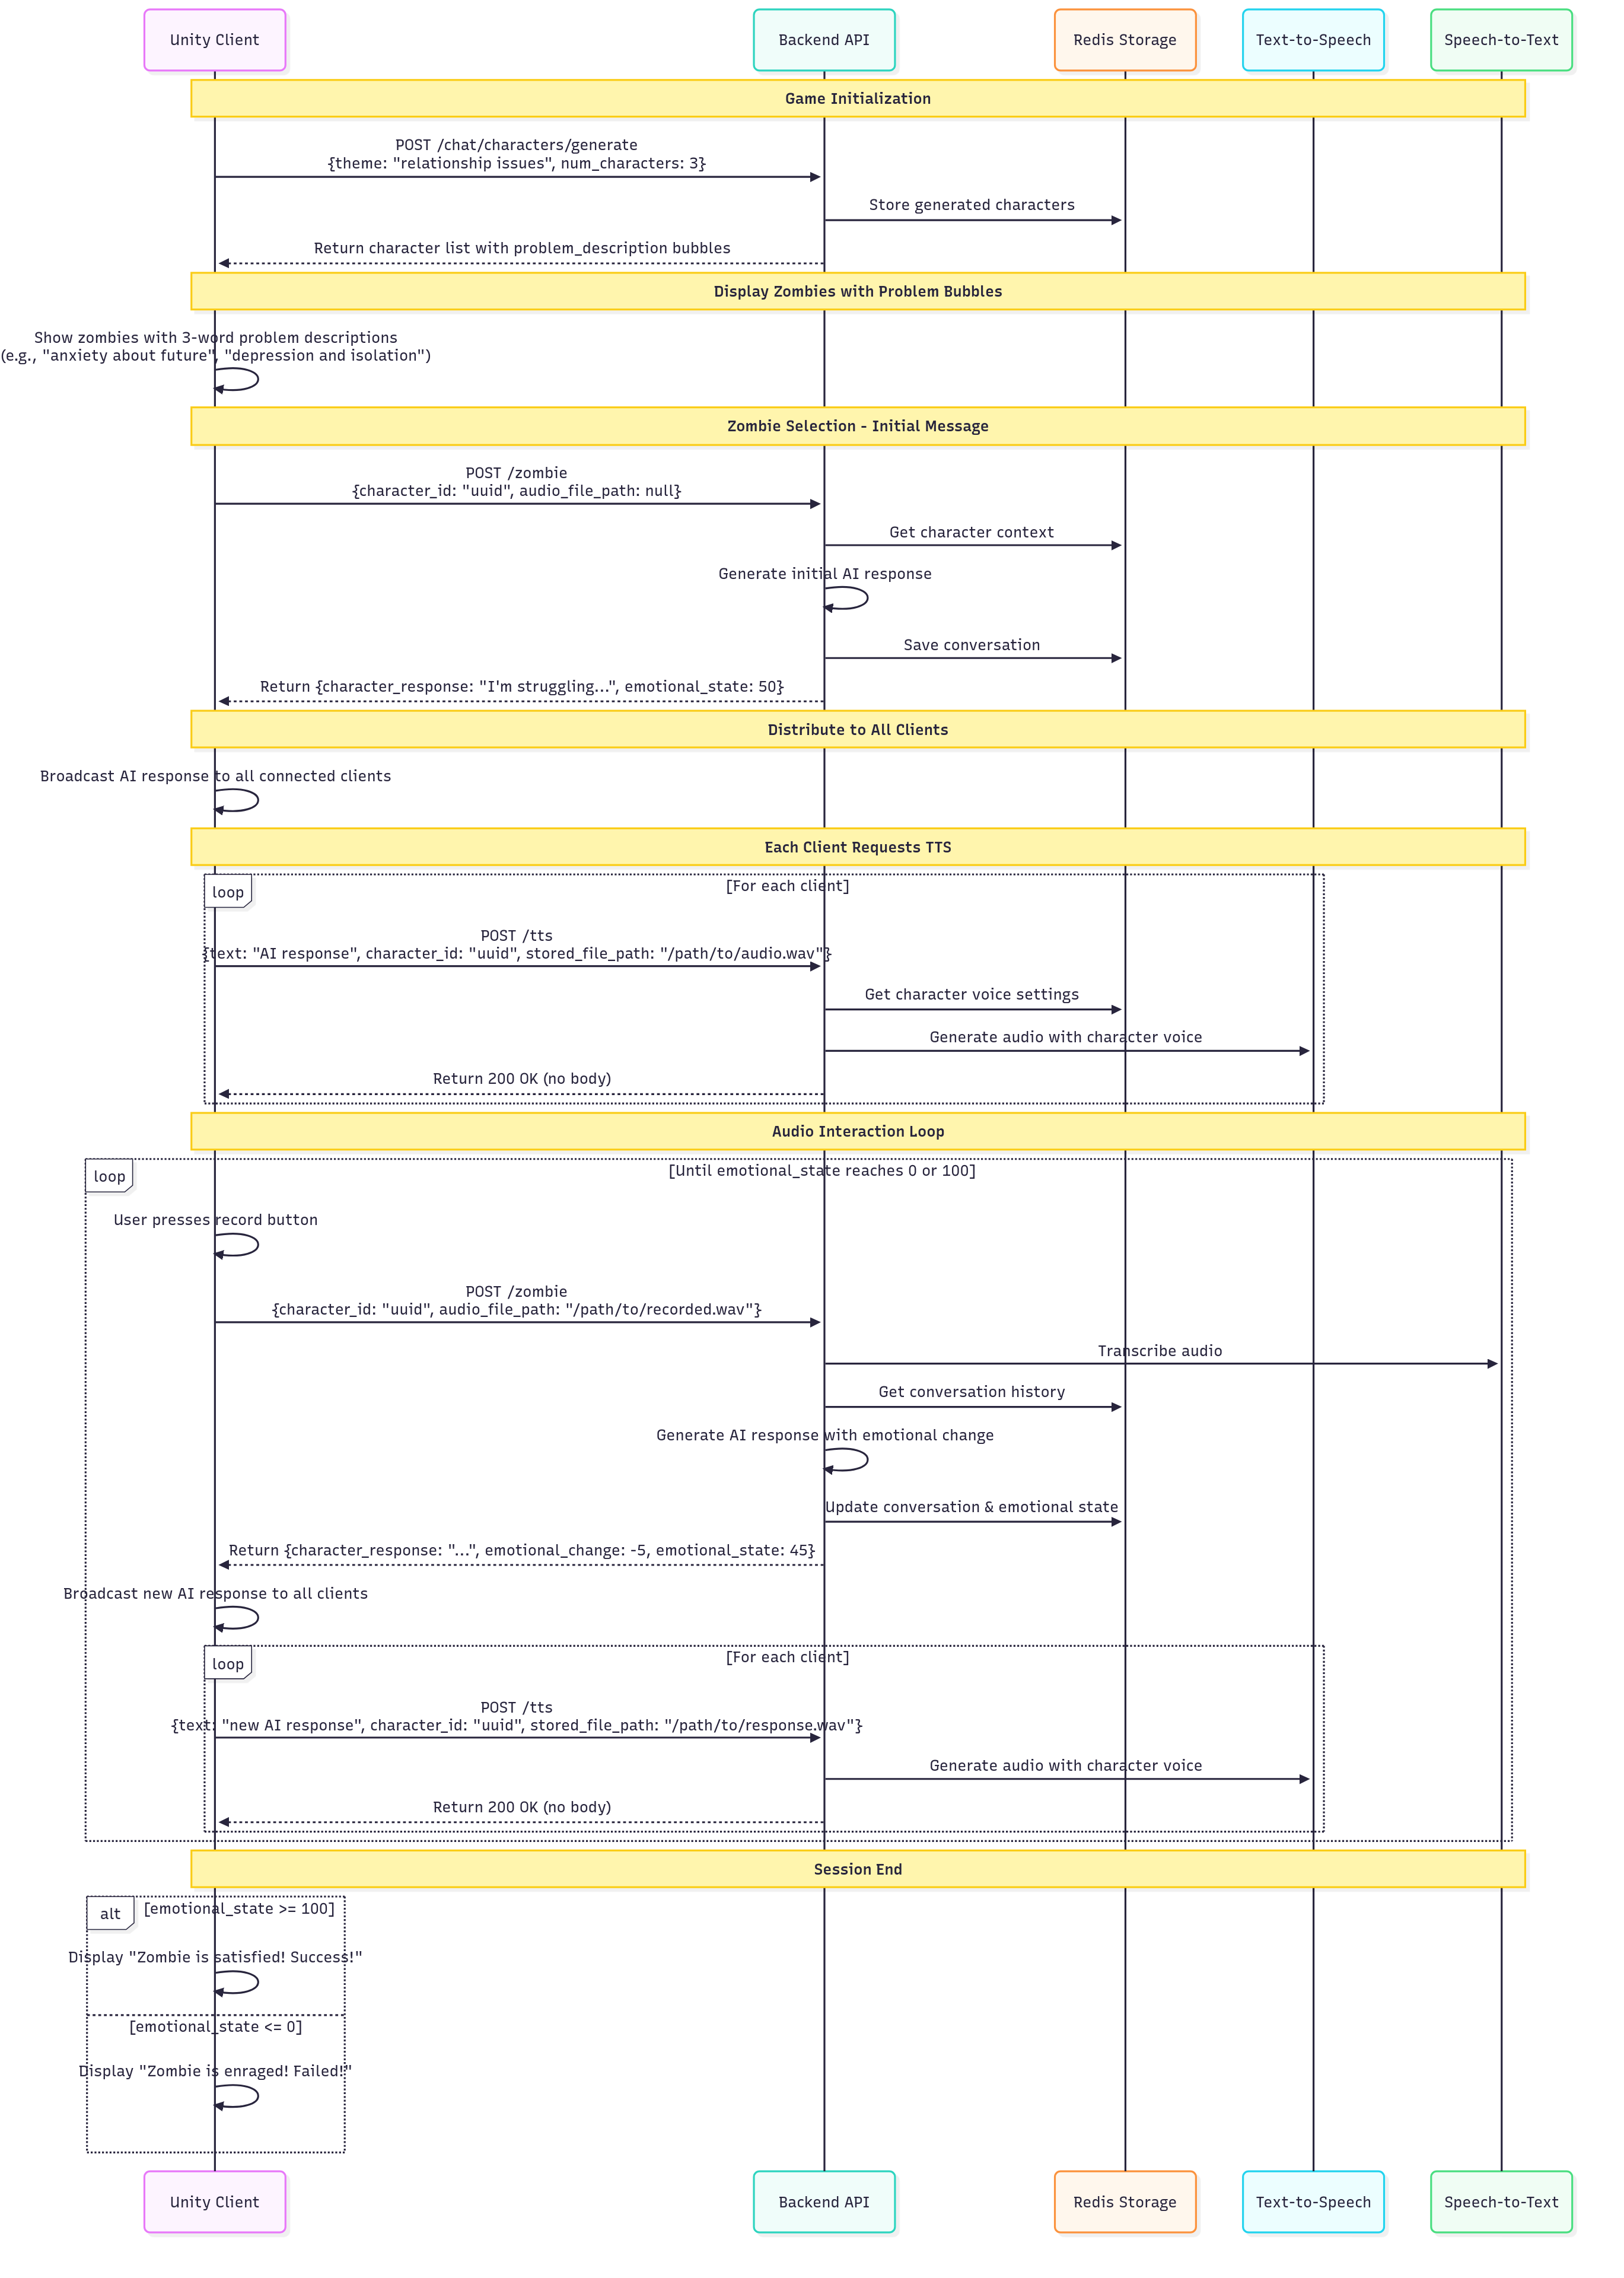 Unity Client
Backend API
Redis Storage
Text-to-Speech
Speech-to-Text
Game Initialization
POST /chat/characters/generate
{theme: "relationship issues", num_characters: 3}
Store generated characters
Return character list with problem_description bubbles
Display Zombies with Problem Bubbles
Show zombies with 3-word problem descriptions
(e.g., "anxiety about future", "depression and isolation")
Zombie Selection - Initial Message
POST /zombie
{character_id: "uuid", audio_file_path: null}
Get character context
Generate initial AI response
Save conversation
Return {character_response: "I'm struggling...", emotional_state: 50}
Distribute to All Clients
Broadcast AI response to all connected clients
Each Client Requests TTS
loop
[For each client]
POST /tts
{text: "AI response", character_id: "uuid", stored_file_path: "/path/to/audio.wav"}
Get character voice settings
Generate audio with character voice
Return 200 OK (no body)
Audio Interaction Loop
loop
[Until emotional_state reaches 0 or 100]
User presses record button
POST /zombie
{character_id: "uuid", audio_file_path: "/path/to/recorded.wav"}
Transcribe audio
Get conversation history
Generate AI response with emotional change
Update conversation & emotional state
Return {character_response: "...", emotional_change: -5, emotional_state: 45}
Broadcast new AI response to all clients
loop
[For each client]
POST /tts
{text: "new AI response", character_id: "uuid", stored_file_path: "/path/to/response.wav"}
Generate audio with character voice
Return 200 OK (no body)
Session End
alt
[emotional_state >= 100]
Display "Zombie is satisfied! Success!"
[emotional_state <= 0]
Display "Zombie is enraged! Failed!"
Unity Client
Backend API
Redis Storage
Text-to-Speech
Speech-to-Text